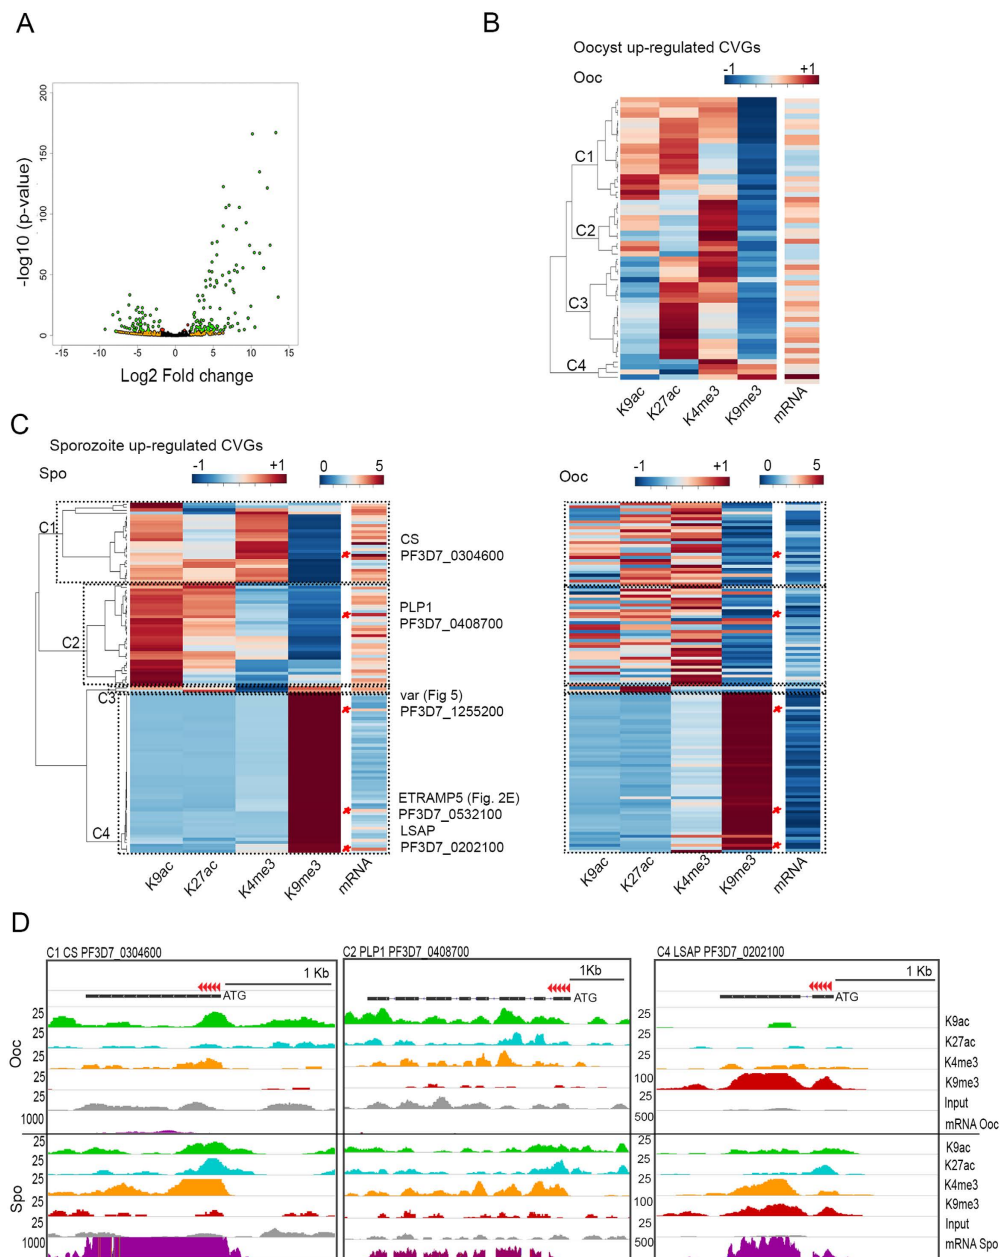 A
-log10 (p-value)
200
150
100
50
0
-15 -10 -5 0 5 10 15
Log2 Fold change
B
Oocyst up-regulated CVGs
Ooc
-1 +1
C1
C2
C3
C4
K9ac K27ac K4me3 K9me3 mRNA
C
Sporozoite up-regulated CVGs
Spo
-1 +1 0 5
Ooc
-1 +1 0 5
C1
CS
PF3D7_0304600
C2
PLP1
PF3D7_0408700
C3
var (Fig 5)
PF3D7_1255200
ETRAMP5 (Fig. 2E)
PF3D7_0532100
C4
LSAP
PF3D7_0202100
K9ac K27ac K4me3 K9me3 mRNA
K9ac K27ac K4me3 K9me3 mRNA
D
C1 CS PF3D7_0304600
C2 PLP1 PF3D7_0408700
C4 LSAP PF3D7_0202100
1 Kb
1Kb
1 Kb
ATG
ATG
ATG
Ooc
25 25 K9ac
25 25 K27ac
25 25 K4me3
25 100 K9me3
25 25 Input
1000 500 mRNA Ooc
Spo
25 25 K9ac
25 25 K27ac
25 25 K4me3
25 100 K9me3
25 25 Input
1000 500 mRNA Spo